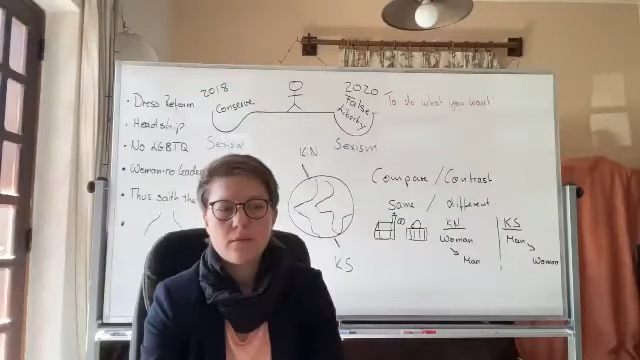 2018
Conserve
2020
False
Liberty
To do what you want
• Dress Reform
• Headship
• No LGBTQ
• Woman-no leader
• Thus saith the
Sexism
Sexism
KN
KS
Compare / Contrast
Same / different
KN
Woman
Man
KS
Man
Woman